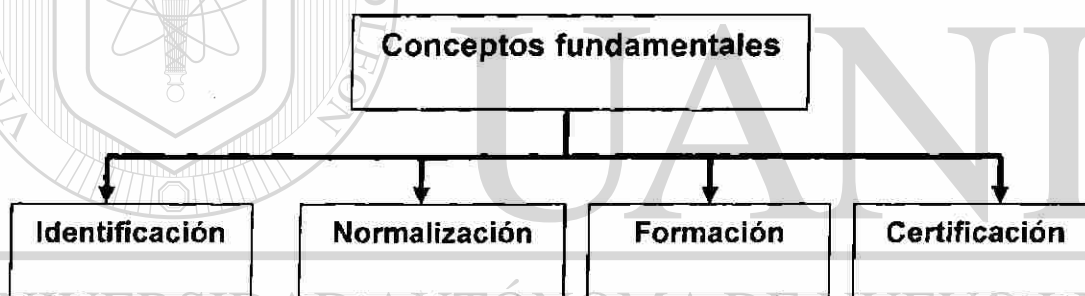 Conceptos fundamentales
Identificación
Normalización
Formación
Certificación